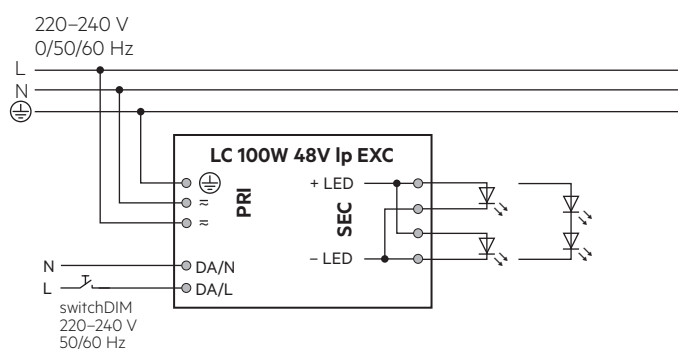 220–240 V
0/50/60 Hz
L
N
LC 100W 48V lp EXC
PRI
≂
≂
+ LED
SEC
– LED
N
DA/N
L
DA/L
switchDIM
220–240 V
50/60 Hz